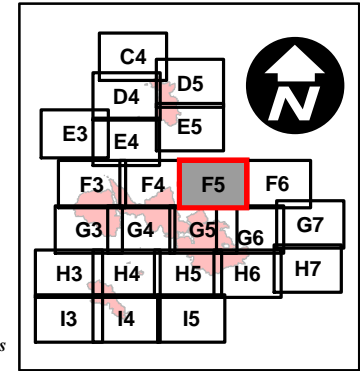 C4
D4 D5
E3 E4 E5
N
F3 F4 F5 F6
G3 G4 G5 G6 G7
H3 H4 H5 H6 H7
I3 I4 I5
s